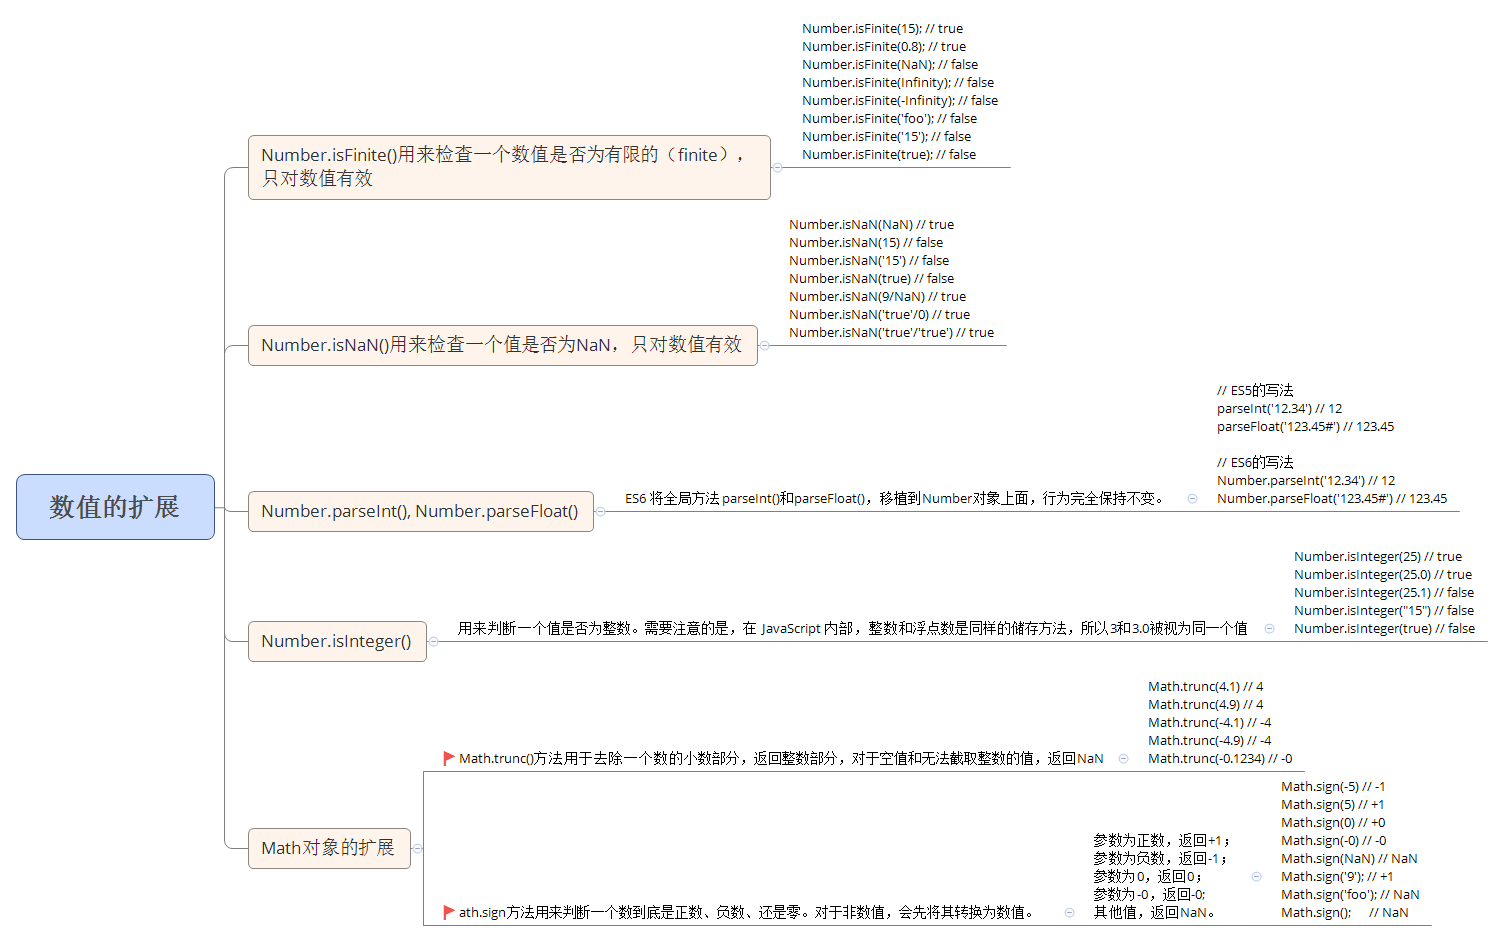 数值的扩展
Number.isFinite()用来检查一个数值是否为有限的（finite），
只对数值有效
Number.isFinite(15); // true
Number.isFinite(0.8); // true
Number.isFinite(NaN); // false
Number.isFinite(Infinity); // false
Number.isFinite(-Infinity); // false
Number.isFinite('foo'); // false
Number.isFinite('15'); // false
Number.isFinite(true); // false
Number.isNaN()用来检查一个值是否为NaN，只对数值有效
Number.isNaN(NaN) // true
Number.isNaN(15) // false
Number.isNaN('15') // false
Number.isNaN(true) // false
Number.isNaN(9/NaN) // true
Number.isNaN('true'/0) // true
Number.isNaN('true'/'true') // true
Number.parseInt(), Number.parseFloat()
ES6 将全局方法 parseInt()和parseFloat()，移植到Number对象上面，行为完全保持不变。
// ES5的写法
parseInt('12.34') // 12
parseFloat('123.45#') // 123.45
// ES6的写法
Number.parseInt('12.34') // 12
Number.parseFloat('123.45#') // 123.45
Number.isInteger()
用来判断一个值是否为整数。需要注意的是，在 JavaScript 内部，整数和浮点数是同样的储存方法，所以3和3.0被视为同一个值
Number.isInteger(25) // true
Number.isInteger(25.0) // true
Number.isInteger(25.1) // false
Number.isInteger("15") // false
Number.isInteger(true) // false
Math对象的扩展
Math.trunc()方法用于去除一个数的小数部分，返回整数部分，对于空值和无法截取整数的值，返回NaN
Math.trunc(4.1) // 4
Math.trunc(4.9) // 4
Math.trunc(-4.1) // -4
Math.trunc(-4.9) // -4
Math.trunc(-0.1234) // -0
ath.sign方法用来判断一个数到底是正数、负数、还是零。对于非数值，会先将其转换为数值。
参数为正数，返回+1；
参数为负数，返回-1；
参数为0，返回0；
参数为-0，返回-0;
其他值，返回NaN。
Math.sign(-5) // -1
Math.sign(5) // +1
Math.sign(0) // +0
Math.sign(-0) // -0
Math.sign(NaN) // NaN
Math.sign('9'); // +1
Math.sign('foo'); // NaN
Math.sign(); // NaN